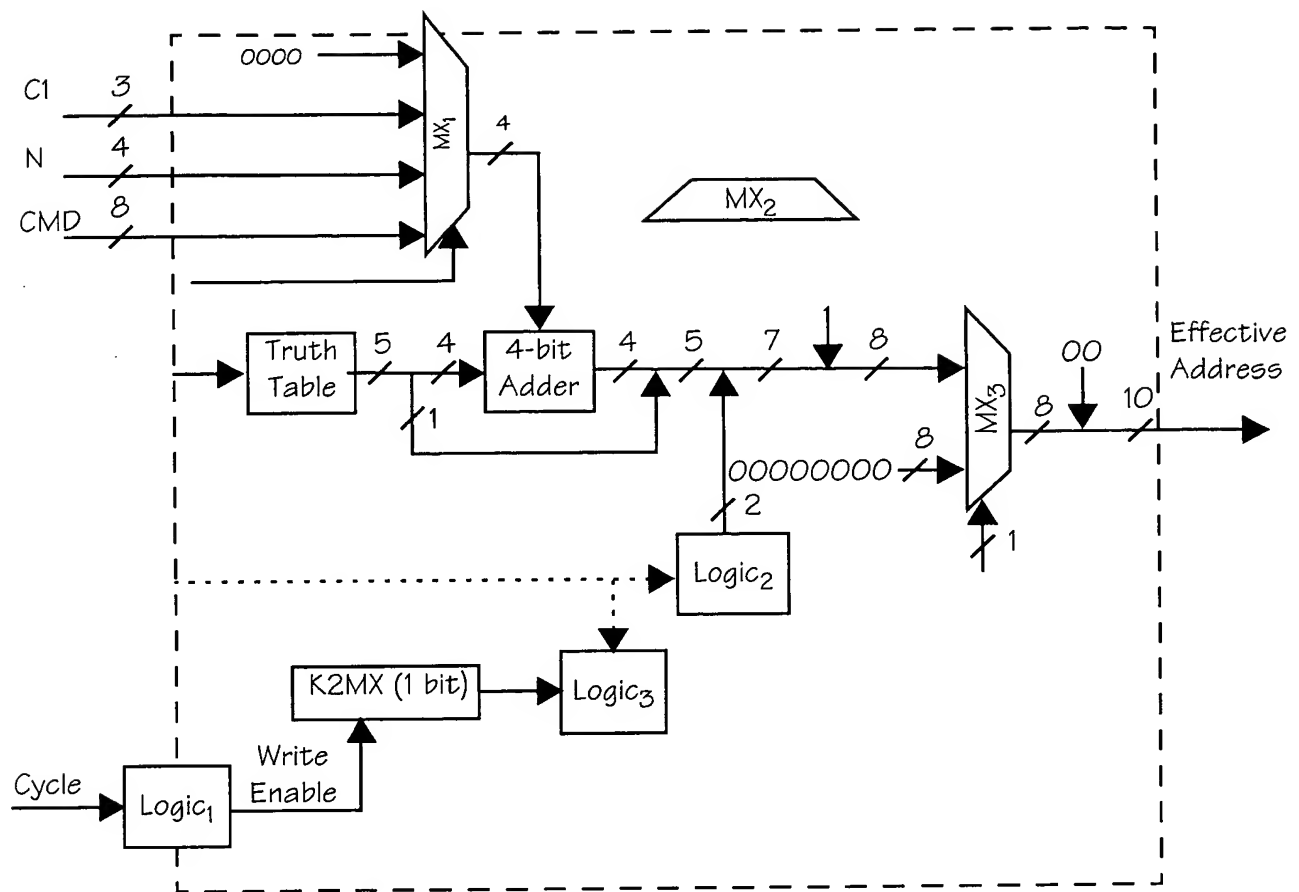 0000
C1
3
N
4
CMD
8
MX1
4
MX2
Truth
Table
5
4
1
4-bit
Adder
4
5
7
1
8
MX3
8
00
10
Effective
Address
00000000
8
1
2
Logic2
K2MX (1 bit)
Logic3
Cycle
Logic1
Write
Enable